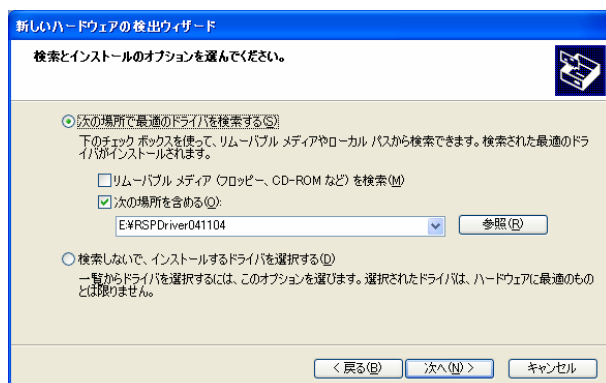 新しいハードウェアの検出ウィザード
検索とインストールのオプションを選んでください。
次の場所で最適のドライバを検索する(S)
下のチェック ボックスを使って、リムーバブル メディアやローカル パスから検索できます。検索された最適のドラ
イバがインストールされます。
リムーバブル メディア (フロッピー、CD-ROM など) を検索(M)
次の場所を含める(O):
E:¥RSPDriver041104
参照(R)
検索しないで、インストールするドライバを選択する(D)
一覧からドライバを選択するには、このオプションを選びます。選択されたドライバは、ハードウェアに最適のもの
とは限りません。
< 戻る(B) 次へ(N) > キャンセル